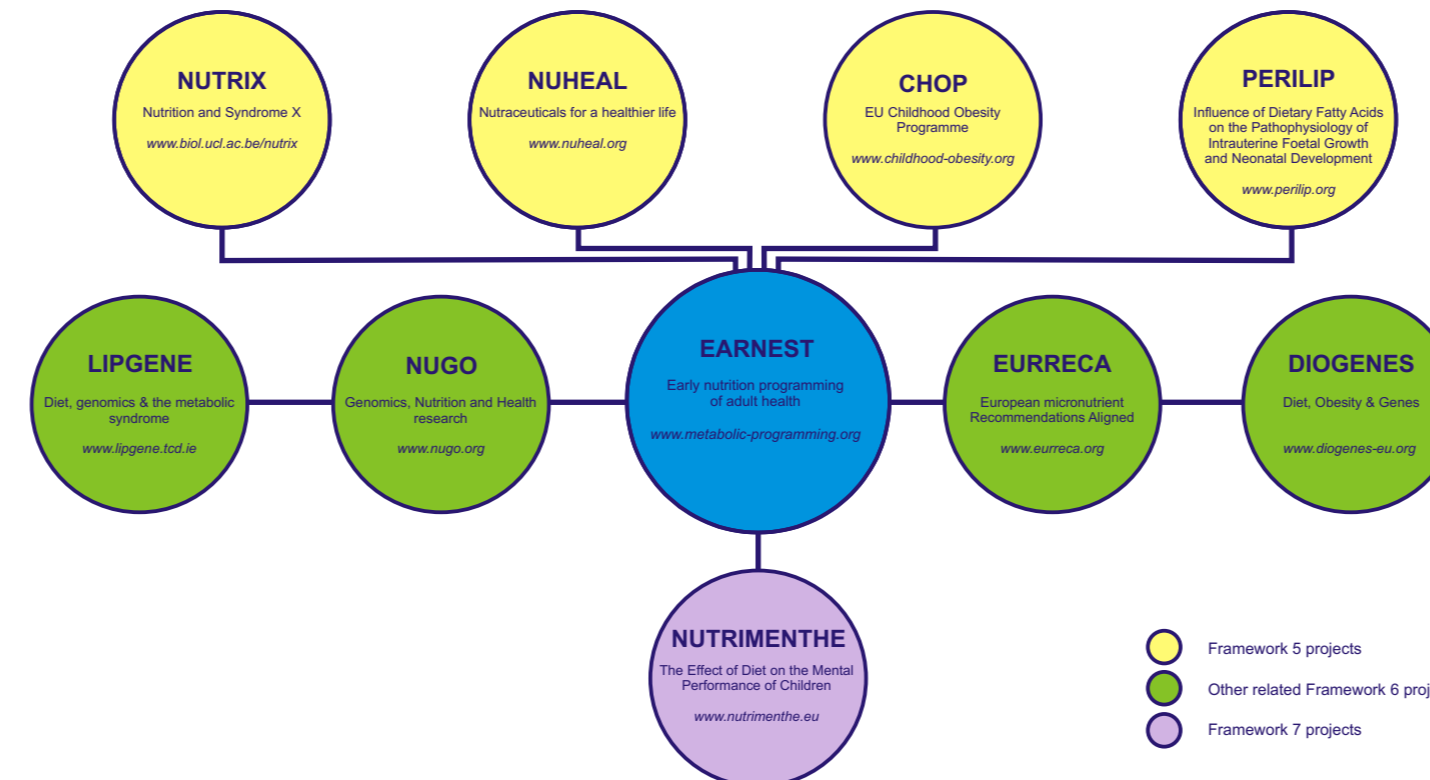 NUTRIX
Nutrition and Syndrome X
www.biol.ucl.ac.be/nutrix
NUHEAL
Nutraceuticals for a healthier life
www.nuheal.org
CHOP
EU Childhood Obesity
Programme
www.childhood-obesity.org
PERILIP
Influence of Dietary Fatty Acids
on the Pathophysiology of
Intrauterine Foetal Growth
and Neonatal Development
www.perilip.org
LIPGENE
Diet, genomics & the metabolic
syndrome
www.lipgene.tcd.ie
NUGO
Genomics, Nutrition and Health
research
www.nugo.org
EARNEST
Early nutrition programming
of adult health
www.metabolic-programming.org
EURRECA
European micronutrient
Recommendations Aligned
www.eurreca.org
DIOGENES
Diet, Obesity & Genes
www.diogenes-eu.org
NUTRIMENTHE
The Effect of Diet on the Mental
Performance of Children
www.nutrimenthe.eu
Framework 5 projects
Other related Framework 6 proj
Framework 7 projects